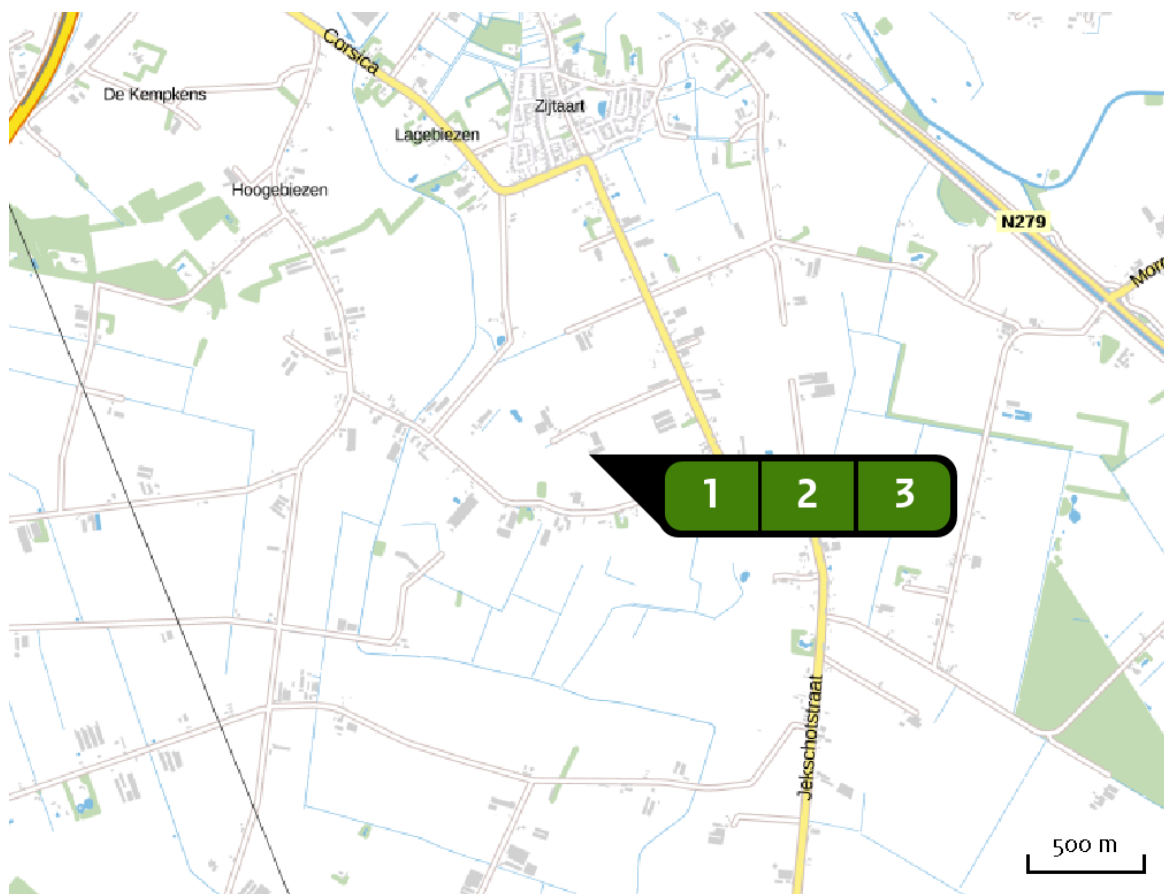 Corsica
De Kempkens
Zijtaart
Lagebiezen
Hoogebiezen
N279
1 2 3
Jekschotstraat
500 m